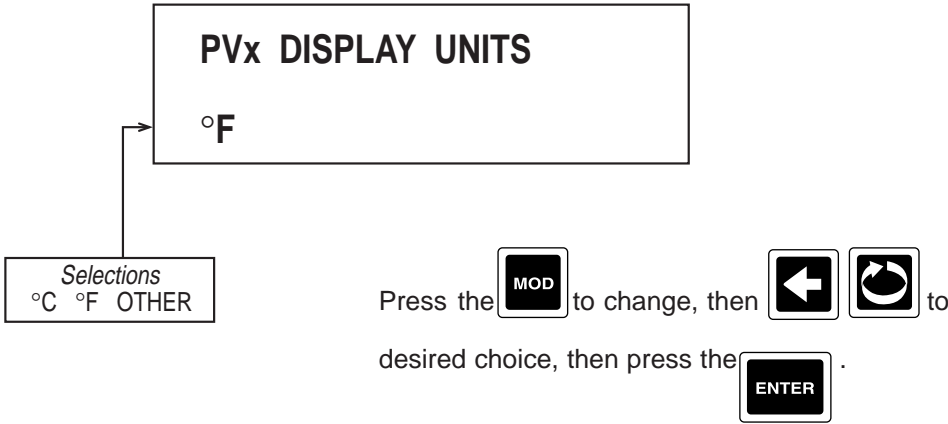 PVx DISPLAY UNITS
°F
Selections
°C °F OTHER
Press the MOD to change, then to
desired choice, then press the ENTER .